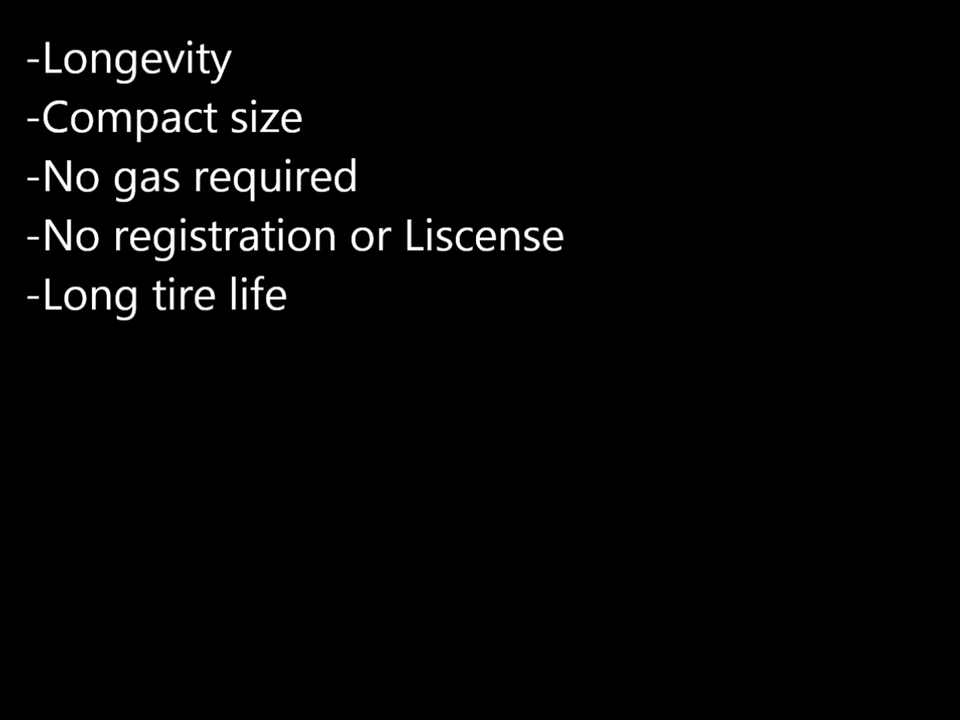 -Longevity
-Compact size
-No gas required
-No registration or Liscense
-Long tire life